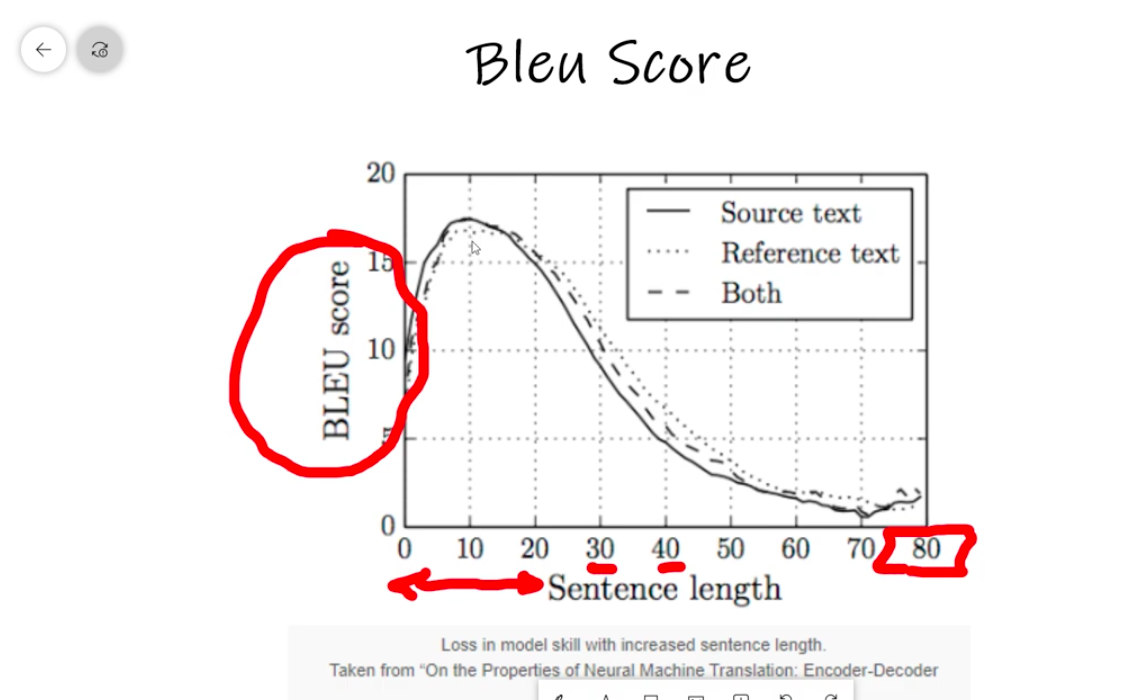 Bleu Score
20
15
10
0
BLEU score
Source text
Reference text
Both
0 10 20 30 40 50 60 70 80
Sentence length
Loss in model skill with increased sentence length.
Taken from “On the Properties of Neural Machine Translation: Encoder-Decoder